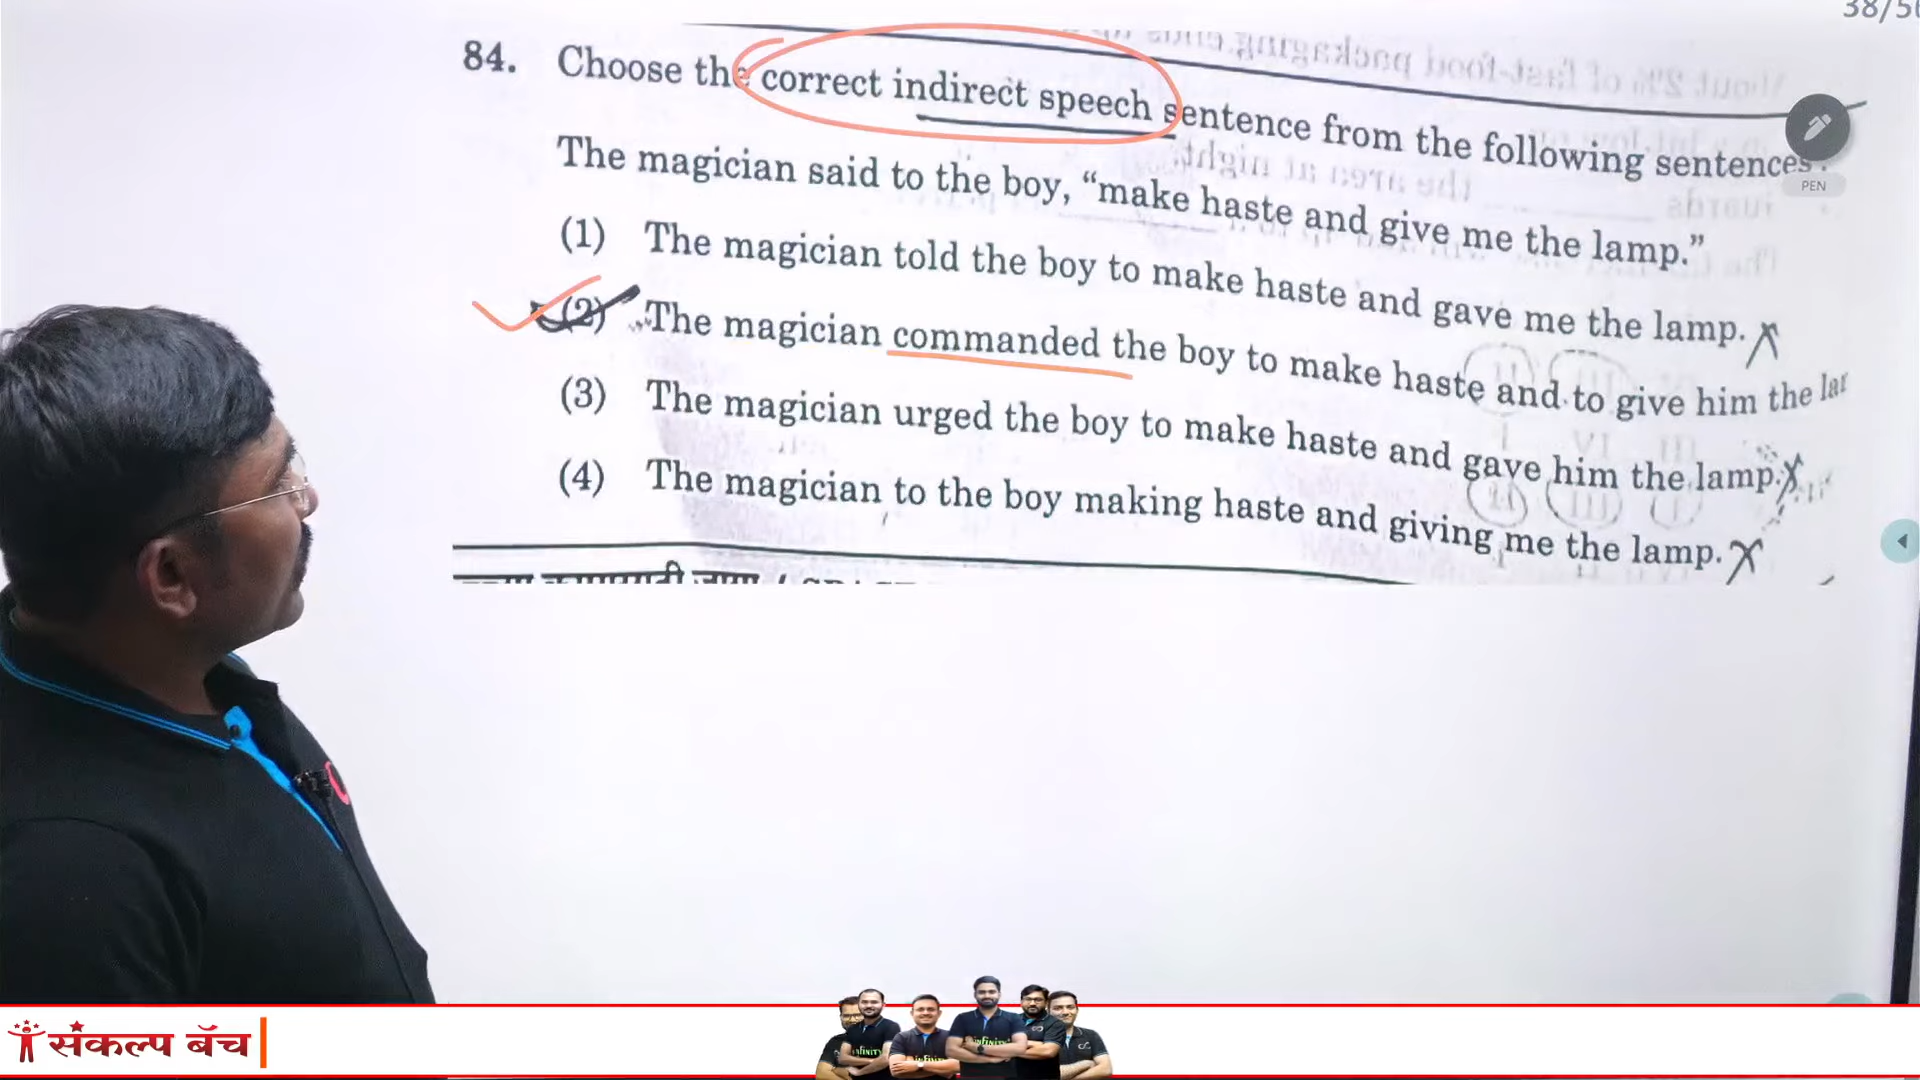 38/50
84. Choose the correct indirect speech sentence from the following sentences :
The magician said to the boy, “make haste and give me the lamp.”
(1) The magician told the boy to make haste and gave me the lamp.
(2) The magician commanded the boy to make haste and to give him the
(3) The magician urged the boy to make haste and gave him the lamp.
(4) The magician to the boy making haste and giving me the lamp.
PEN
संकल्प बॅच